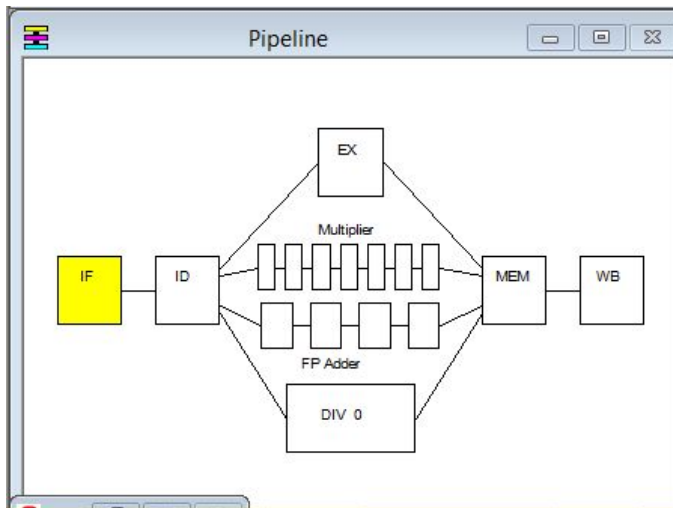 Pipeline
EX
Multiplier
IF
ID
MEM
WB
FP Adder
DIV 0